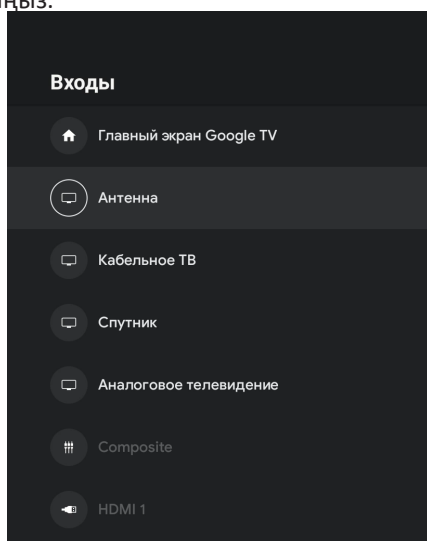 Входы
Главный экран Google TV
Антенна
Кабельное ТВ
Спутник
Аналоговое телевидение
Composite
HDMI 1